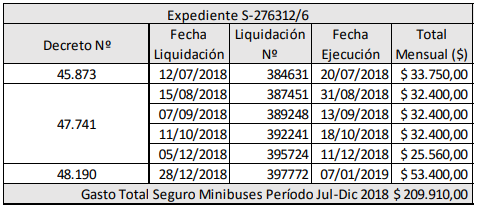 Expediente S-276312/6
Decreto Nº Fecha Liquidación Liquidación Nº Fecha Ejecución Total Mensual ($)
45.873 12/07/2018 384631 20/07/2018 $ 33.750,00
47.741 15/08/2018 387451 31/08/2018 $ 32.400,00
07/09/2018 389248 13/09/2018 $ 32.400,00
11/10/2018 392241 18/10/2018 $ 32.400,00
05/12/2018 395724 11/12/2018 $ 25.560,00
48.190 28/12/2018 397772 07/01/2019 $ 53.400,00
Gasto Total Seguro Minibuses Período Jul-Dic 2018 $ 209.910,00